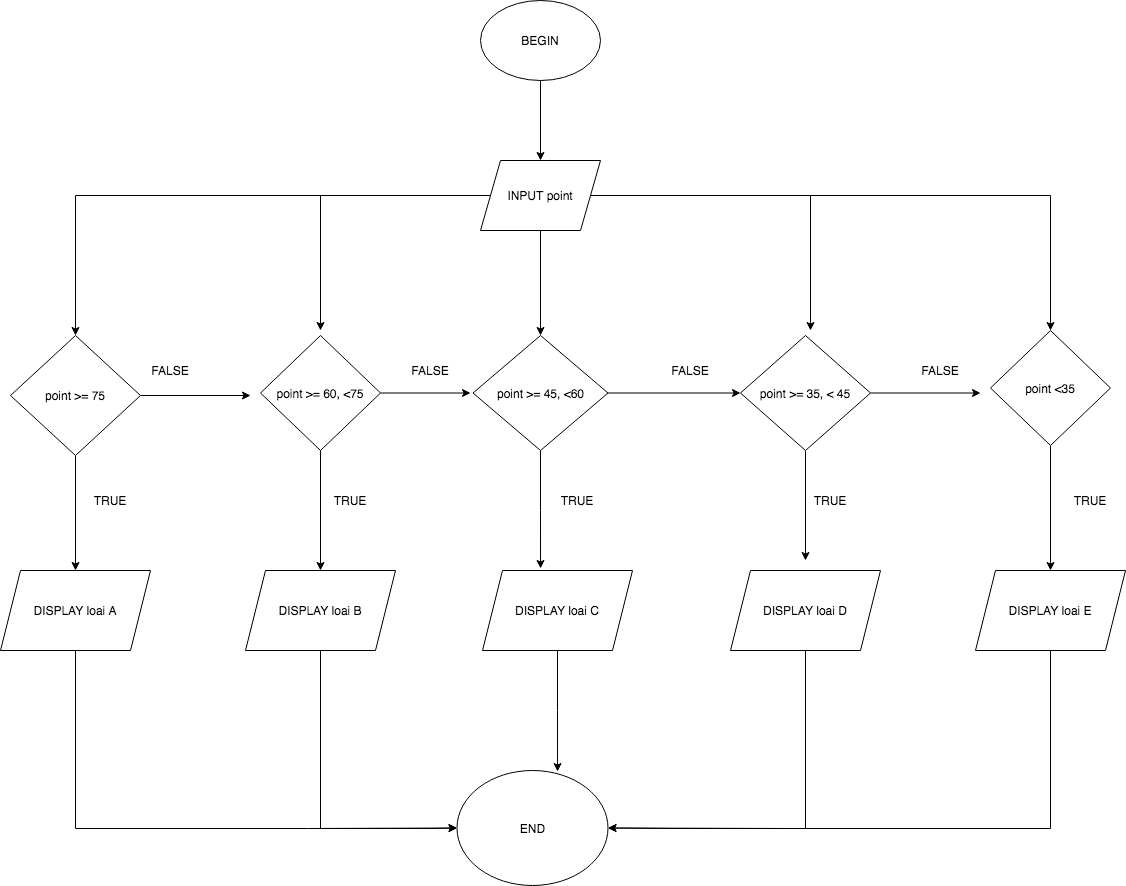 BEGIN
INPUT point
FALSE
FALSE
FALSE
FALSE
point >= 75
point >= 60, <75
point >= 45, <60
point >= 35, < 45
point <35
TRUE
TRUE
TRUE
TRUE
TRUE
DISPLAY loai A
DISPLAY loai B
DISPLAY loai C
DISPLAY loai D
DISPLAY loai E
END